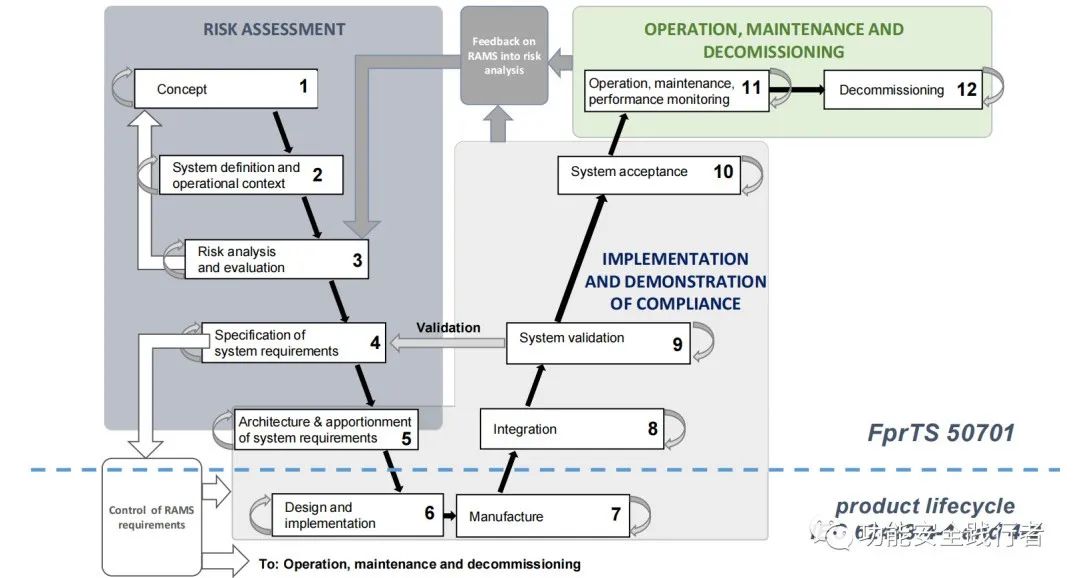 RISK ASSESSMENT
Concept 1
System definition and
operational context 2
Risk analysis
and evaluation 3
Specification of
system requirements 4
Architecture & apportionment
of system requirements 5
Feedback on
RAMS into risk
analysis
OPERATION, MAINTENANCE AND
DECOMISSIONING
Operation, maintenance,
performance monitoring 11
Decommissioning 12
System acceptance 10
IMPLEMENTATION
AND DEMONSTRATION
OF COMPLIANCE
Validation
System validation 9
Integration 8
FprTS 50701
Control of RAMS
requirements
Design and
implementation 6
Manufacture 7
product lifecycle
功能安全践行者
To: Operation, maintenance and decommissioning